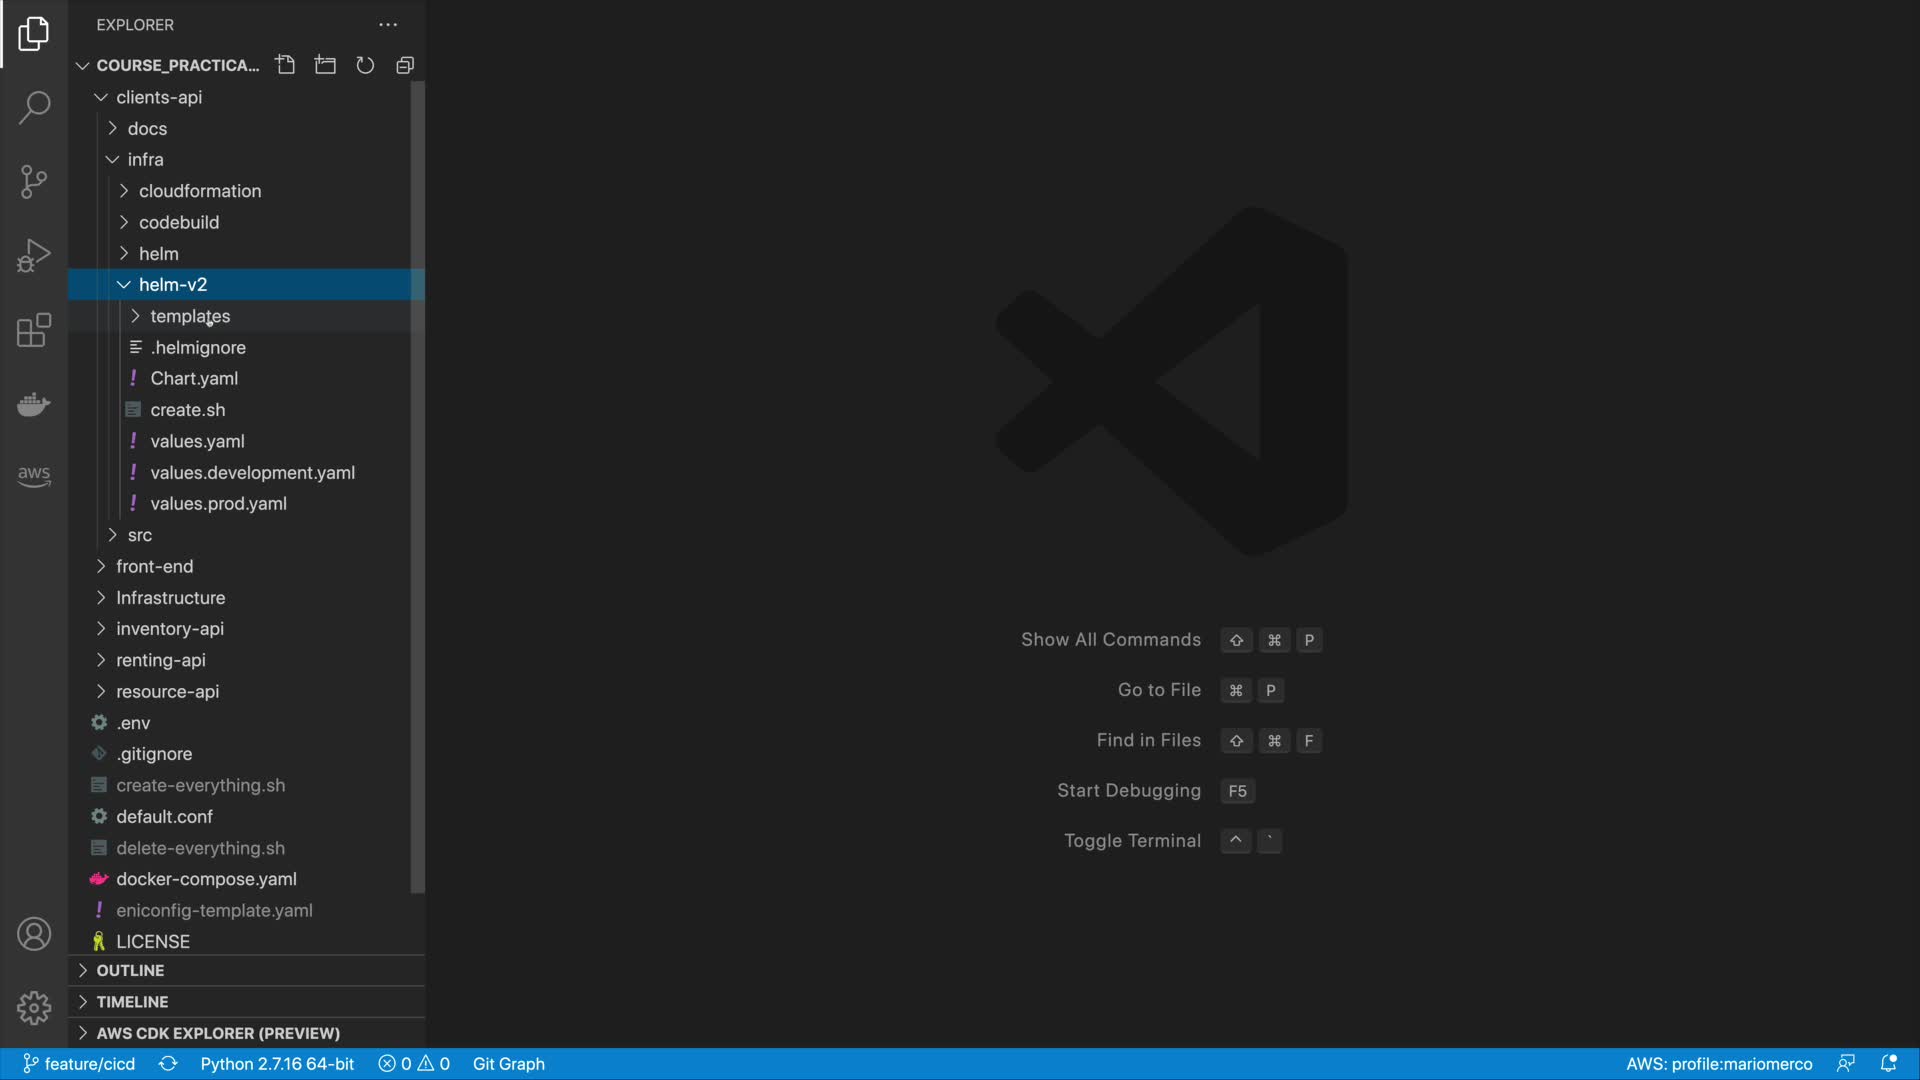 EXPLORER
COURSE_PRACTICA...
clients-api
docs
infra
cloudformation
codebuild
helm
helm-v2
templates
.helmignore
! Chart.yaml
create.sh
! values.yaml
! values.development.yaml
! values.prod.yaml
src
front-end
Infrastructure
inventory-api
renting-api
resource-api
.env
.gitignore
create-everything.sh
default.conf
delete-everything.sh
docker-compose.yaml
! eniconfig-template.yaml
LICENSE
OUTLINE
TIMELINE
AWS CDK EXPLORER (PREVIEW)
aws
Show All Commands ⇧ ⌘ P
Go to File ⌘ P
Find in Files ⇧ ⌘ F
Start Debugging F5
Toggle Terminal ^ `
feature/cicd Python 2.7.16 64-bit 0 0 Git Graph AWS: profile:mariomerco